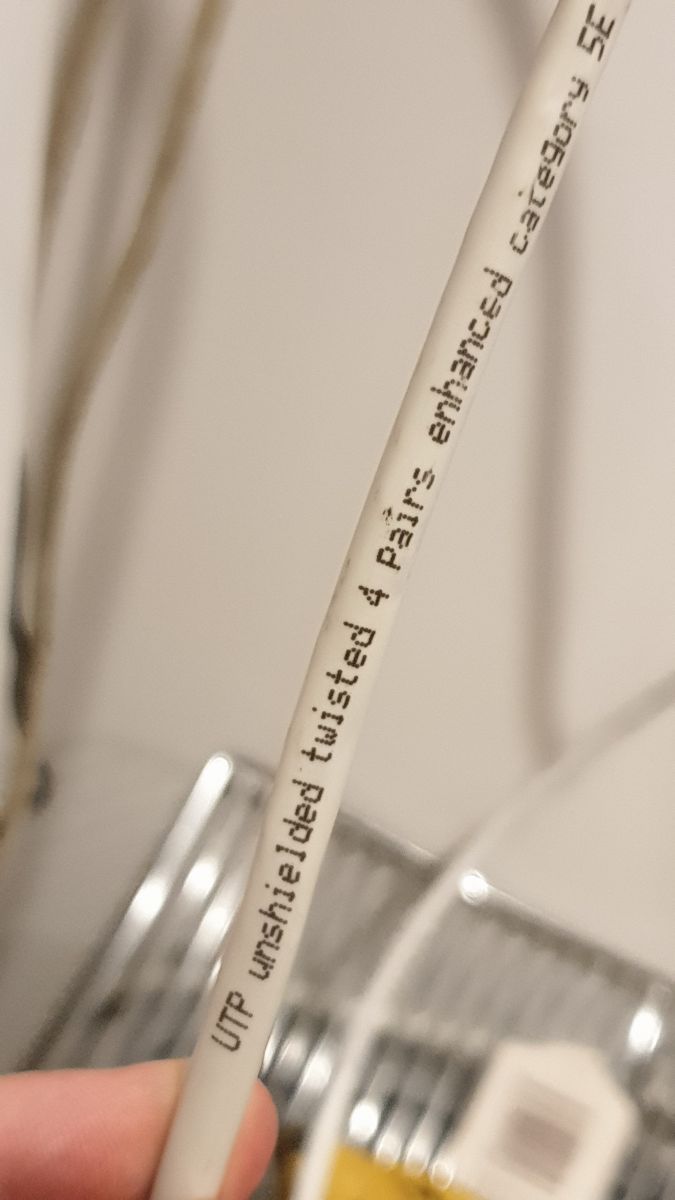 UTP unshielded twisted 4 pairs enhanced category 5E